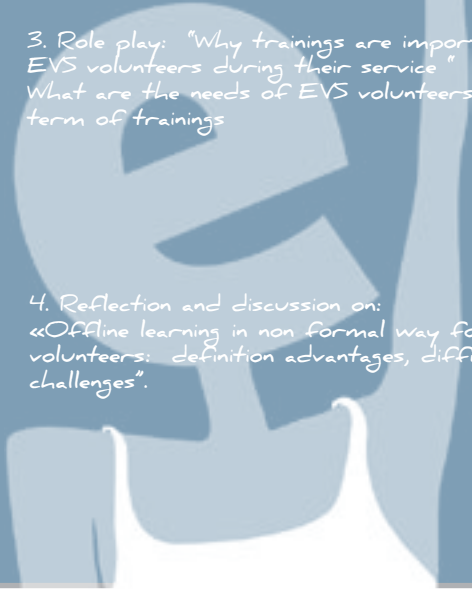 3. Role play: "Why trainings are impor
EVS volunteers during their service "
What are the needs of EVS volunteers
term of trainings
4. Reflection and discussion on:
«Offline learning in non formal way fo
volunteers: definition advantages, diffi
challenges".